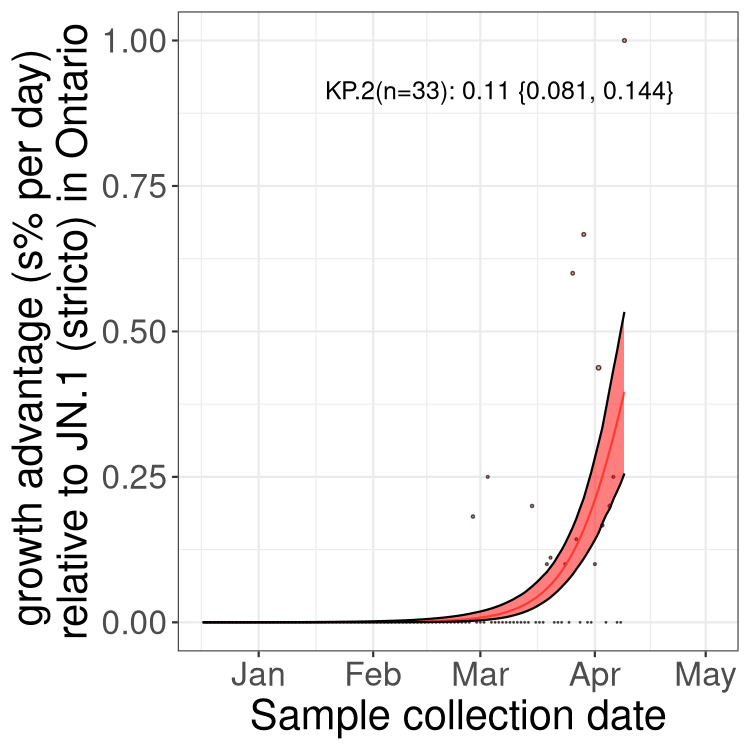 growth advantage (s% per day)
relative to JN.1 (stricto) in Ontario
1.00
0.75
0.50
0.25
0.00
KP.2(n=33): 0.11 {0.081, 0.144}
Jan Feb Mar Apr May
Sample collection date